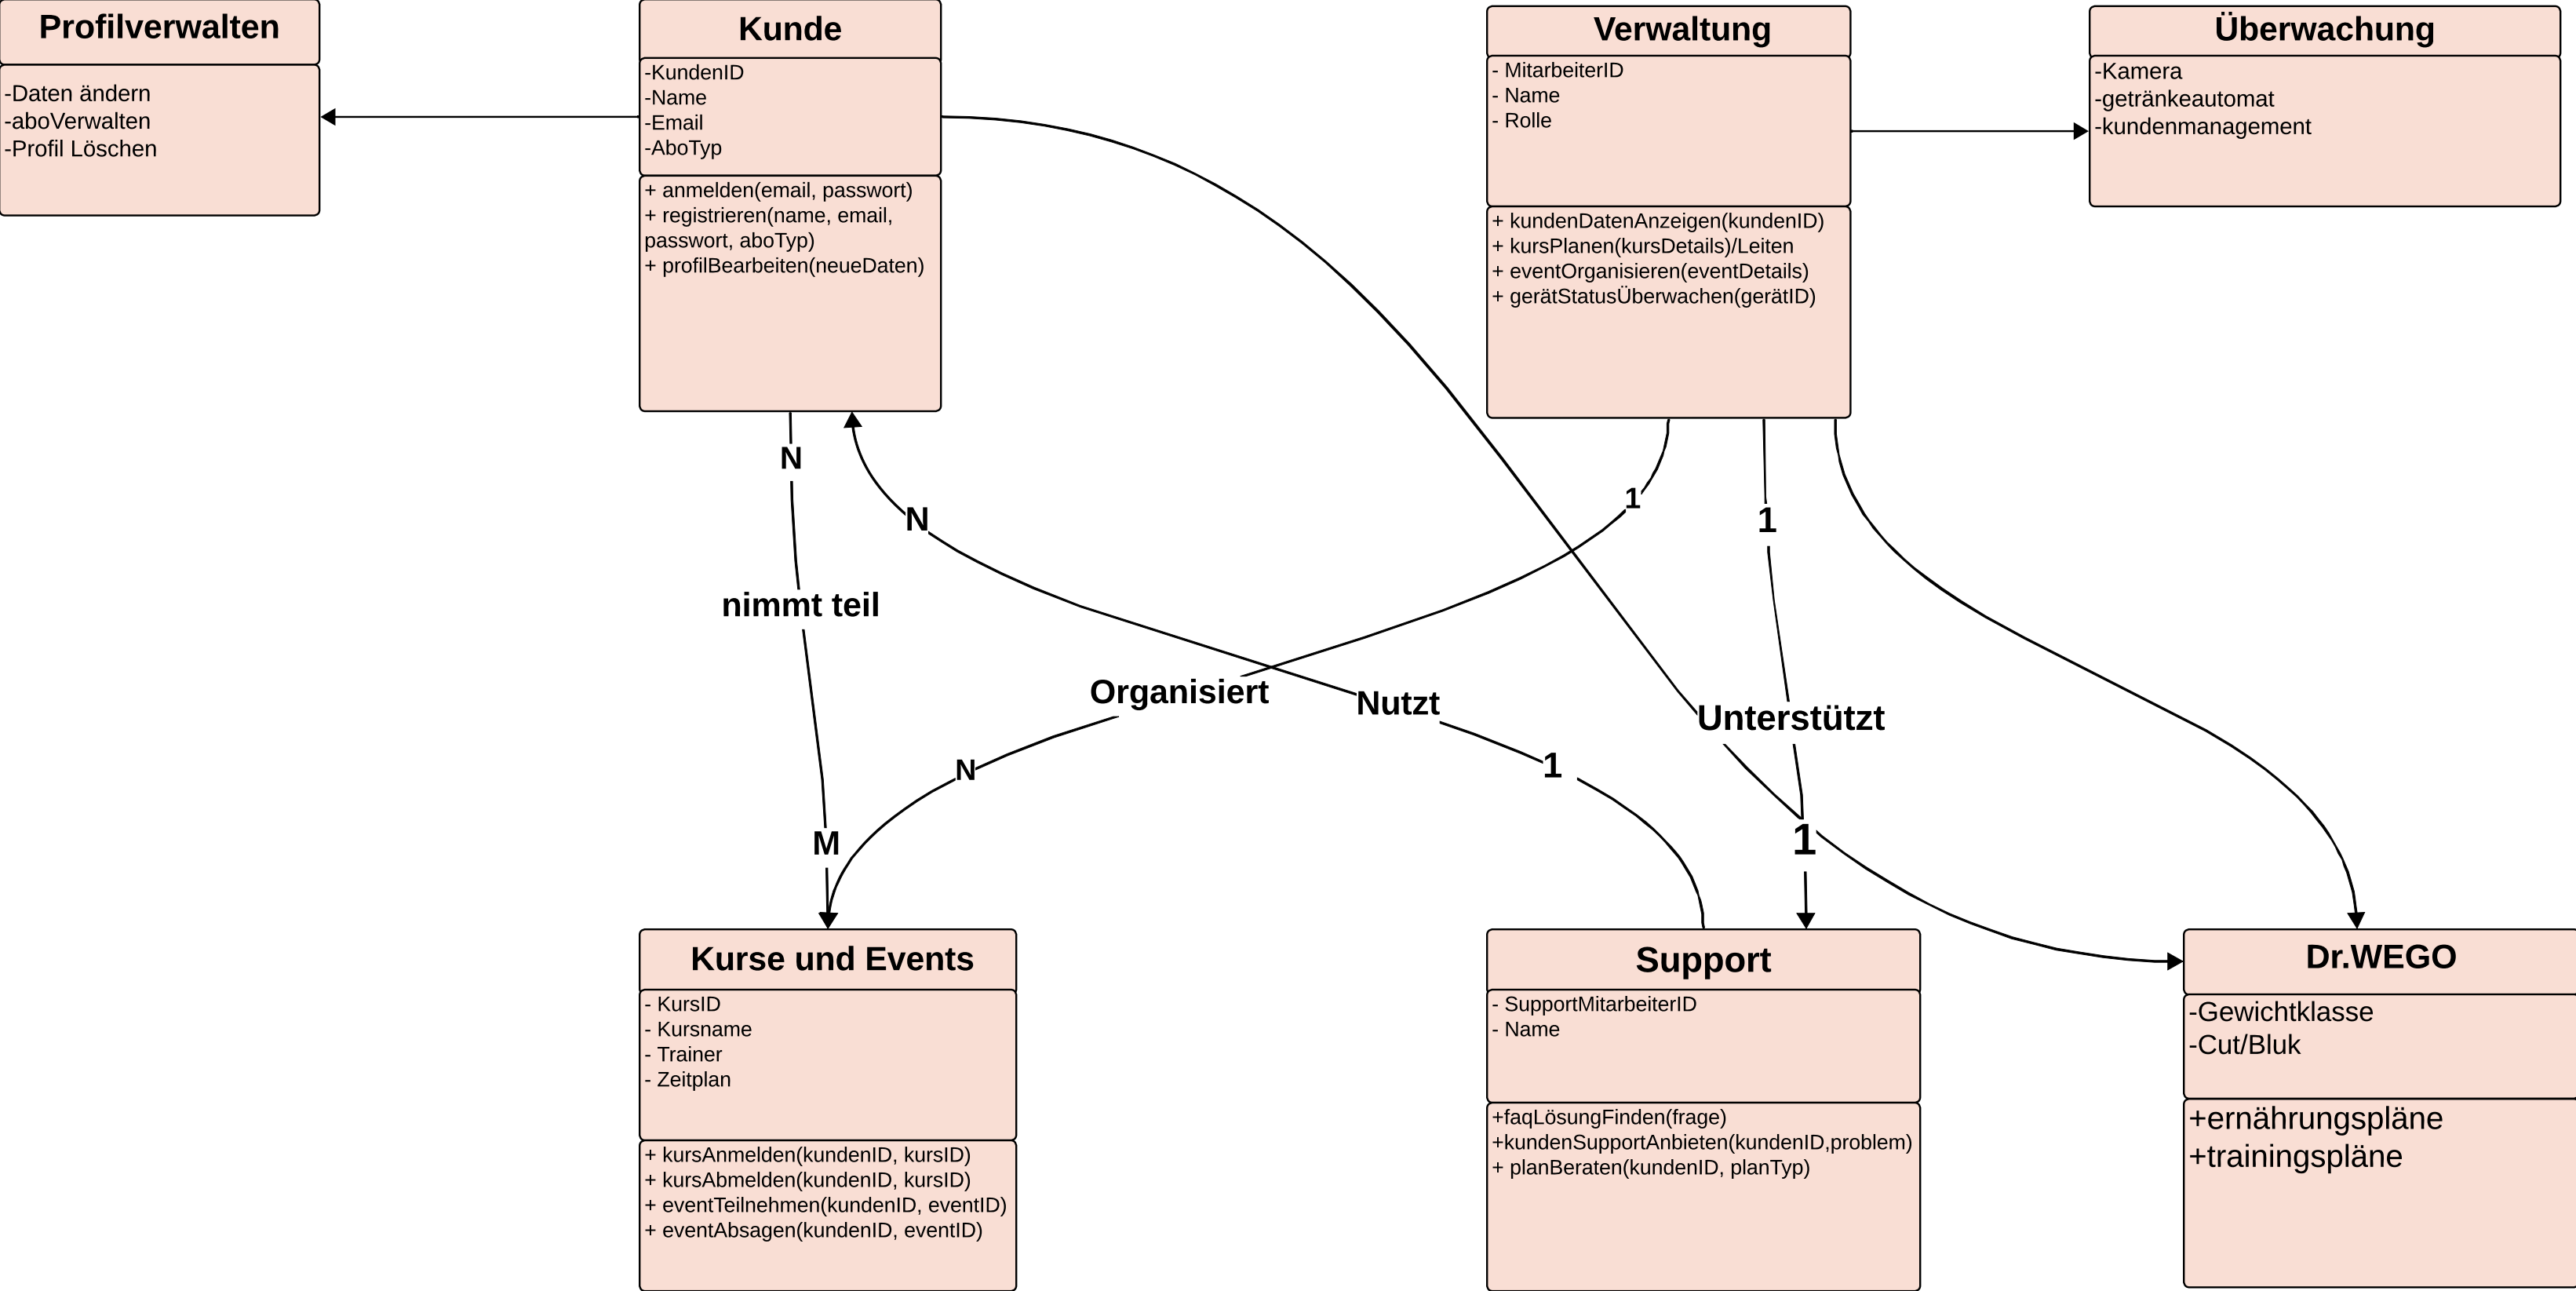 Profilverwalten
-Daten ändern
-aboVerwalten
-Profil Löschen
Kunde
-KundenID
-Name
-Email
-AboTyp
+ anmelden(email, passwort)
+ registrieren(name, email,
passwort, aboTyp)
+ profilBearbeiten(neueDaten)
Verwaltung
- MitarbeiterID
- Name
- Rolle
+ kundenDatenAnzeigen(kundenID)
+ kursPlanen(kursDetails)/Leiten
+ eventOrganisieren(eventDetails)
+ gerätStatusÜberwachen(gerätID)
Überwachung
-Kamera
-getränkeautomat
-kundenmanagement
N
N
1
1
nimmt teil
Organisiert
Nutzt
Unterstützt
N
1
M
1
Kurse und Events
- KursID
- Kursname
- Trainer
- Zeitplan
+ kursAnmelden(kundenID, kursID)
+ kursAbmelden(kundenID, kursID)
+ eventTeilnehmen(kundenID, eventID)
+ eventAbsagen(kundenID, eventID)
Support
- SupportMitarbeiterID
- Name
+faqLösungFinden(frage)
+kundenSupportAnbieten(kundenID,problem)
+ planBeraten(kundenID, planTyp)
Dr.WEGO
-Gewichtklasse
-Cut/Bluk
+ernährungspläne
+trainingspläne